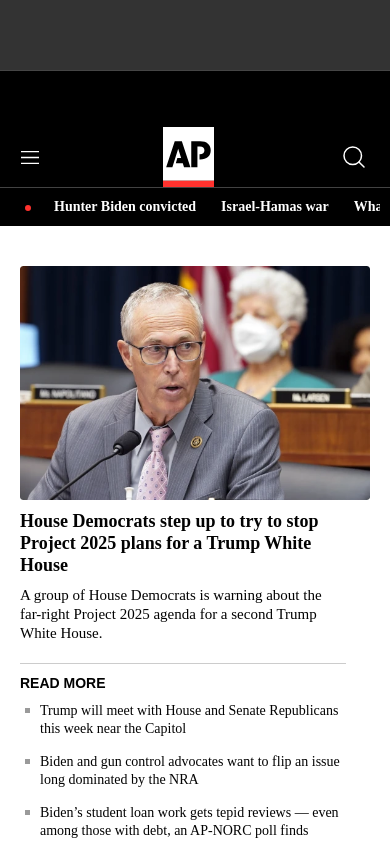 AP
Hunter Biden convicted Israel-Hamas war Wha
MS. NAPOLITANO
Ms. LARSEN
House Democrats step up to try to stop
Project 2025 plans for a Trump White
House
A group of House Democrats is warning about the
far-right Project 2025 agenda for a second Trump
White House.
READ MORE
Trump will meet with House and Senate Republicans
this week near the Capitol
Biden and gun control advocates want to flip an issue
long dominated by the NRA
Biden’s student loan work gets tepid reviews — even
among those with debt, an AP-NORC poll finds